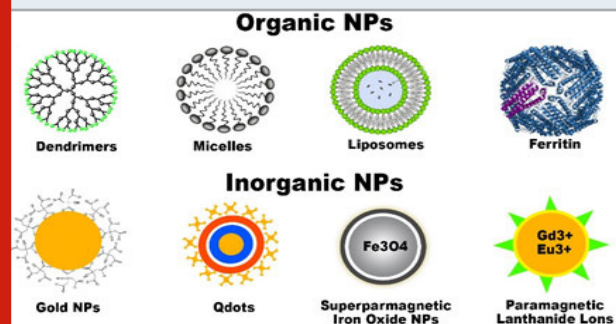 Organic NPs
Dendrimers
Micelles
Liposomes
Ferritin
Inorganic NPs
Fe3O4
Gd3+
Eu3+
Gold NPs
Qdots
Superparmagnetic
Iron Oxide NPs
Paramagnetic
Lanthanide Lons